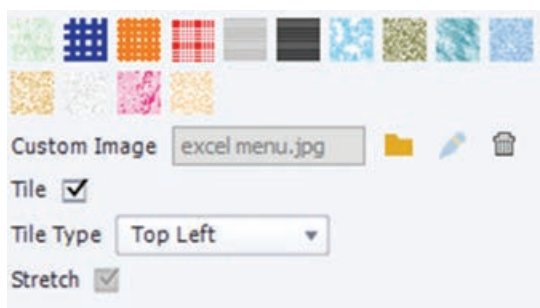 Custom Image excel menu.jpg
Tile
Tile Type Top Left
Stretch